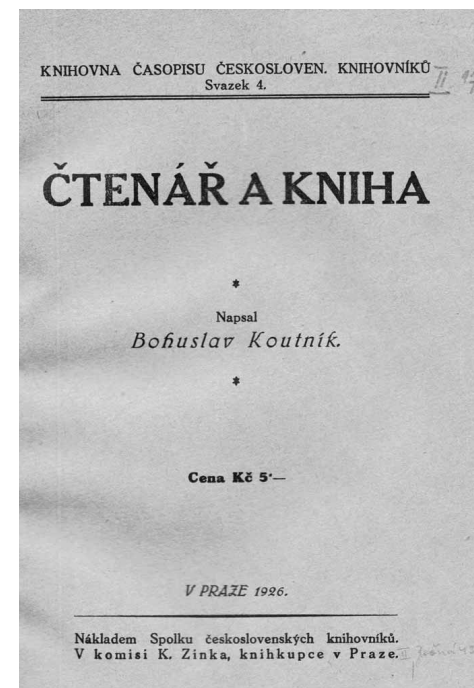 KNIHOVNA ČASOPISU ČESKOSLOVEN. KNIHOVNÍKŮ
Svazek 4.
II
ČTENÁŘ A KNIHA
*
Napsal
Bohuslav Koutník.
*
Cena Kč 5·—
V PRAZE 1926.
Nákladem Spolku československých knihovníků.
V komisi K. Zinka, knihkupce v Praze.